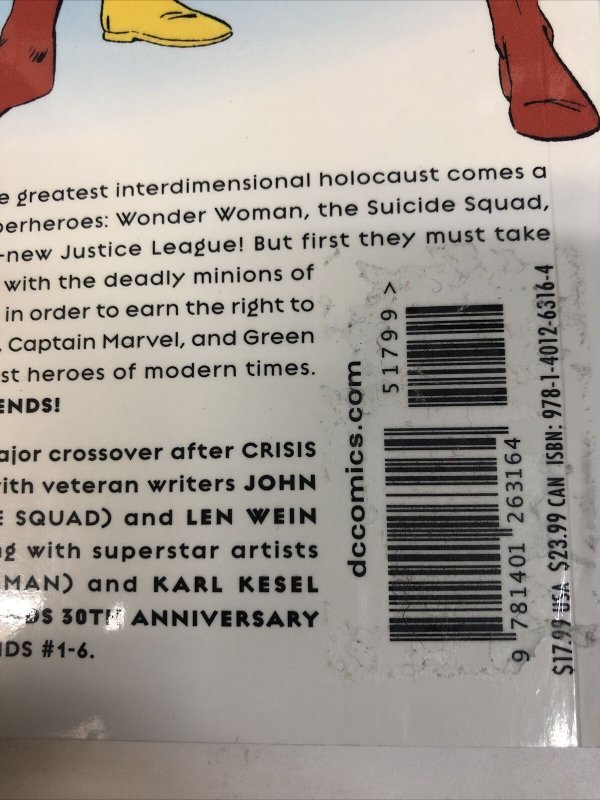 e greatest interdimensional holocaust comes a
perheroes: Wonder Woman, the Suicide Squad,
-new Justice League! But first they must take
with the deadly minions of
in order to earn the right to
, Captain Marvel, and Green
st heroes of modern times.
ENDS!
ajor crossover after CRISIS
ith veteran writers JOHN
E SQUAD) and LEN WEIN
g with superstar artists
MAN) and KARL KESEL
DS 30TH ANNIVERSARY
DS #1-6.
dccomics.com
51799 >
9 781401 263164
$17.99 USA $23.99 CAN ISBN: 978-1-4012-6316-4